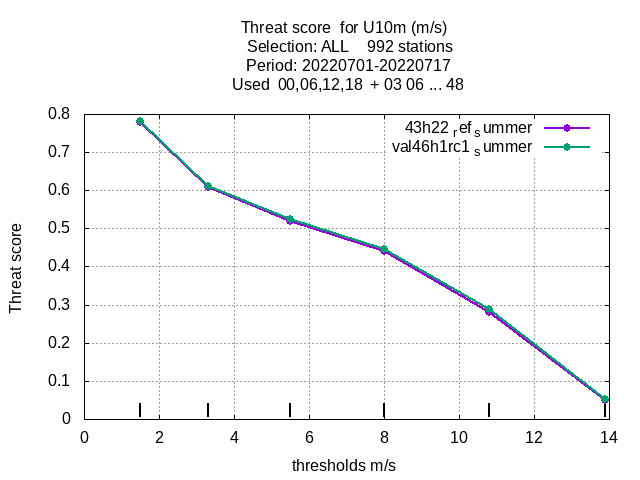 Threat score  for U10m (m/s)
Selection: ALL    992 stations
Period: 20220701-20220717
Used  00,06,12,18  + 03 06 ... 48
43h22 ref summer
val46h1rc1 summer
Threat score
0.8
0.7
0.6
0.5
0.4
0.3
0.2
0.1
0
0 2 4 6 8 10 12 14
thresholds m/s